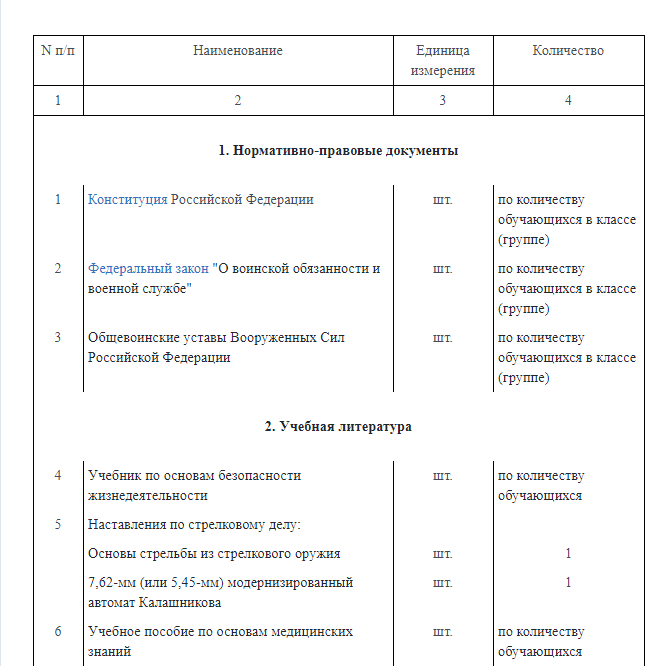 N п/п Наименование Единица измерения Количество
1 2 3 4
1. Нормативно-правовые документы
1 Конституция Российской Федерации шт. по количеству
обучающихся в классе
(группе)
2 Федеральный закон "О воинской обязанности и шт. по количеству
военной службе" обучающихся в классе
(группе)
3 Общевоинские уставы Вооруженных Сил шт. по количеству
Российской Федерации обучающихся в классе
(группе)
2. Учебная литература
4 Учебник по основам безопасности шт. по количеству
жизнедеятельности обучающихся
5 Наставления по стрелковому делу:
Основы стрельбы из стрелкового оружия шт. 1
7,62-мм (или 5,45-мм) модернизированный шт. 1
автомат Калашникова
6 Учебное пособие по основам медицинских шт. по количеству
знаний обучающихся